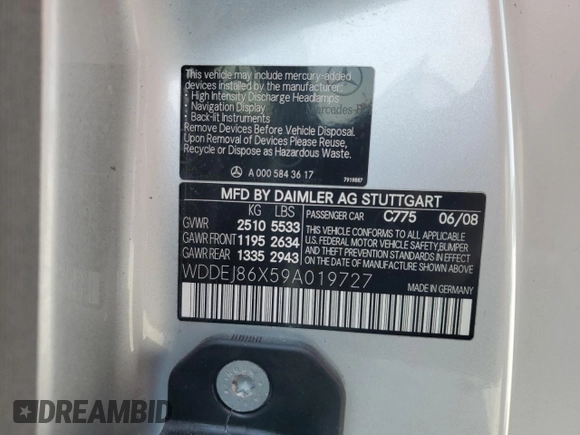 This vehicle may include mercury-added
devices installed by the manufacturer:
• High Intensity Discharge Headlamps
• Navigation Display
• Back-lit Instruments
Remove Devices Before Vehicle Disposal.
Upon Removal of Devices Please Reuse,
Recycle or Dispose as Hazardous Waste.
A 000 584 36 17
7919887
MFD BY DAIMLER AG STUTTGART
KG LBS
GVWR 2510 5533
GAWR FRONT 1195 2634
GAWR REAR 1335 2943
PASSENGER CAR C775 06/08
THIS VEHICLE CONFORMS TO ALL APPLICABLE
U.S. FEDERAL MOTOR VEHICLE SAFETY, BUMPER
AND THEFT PREVENTION STANDARDS IN EFFECT
ON THE DATE OF MANUFACTURE SHOWN ABOVE.
WDDEJ86X59A019727
MADE IN GERMANY
DREAMBID